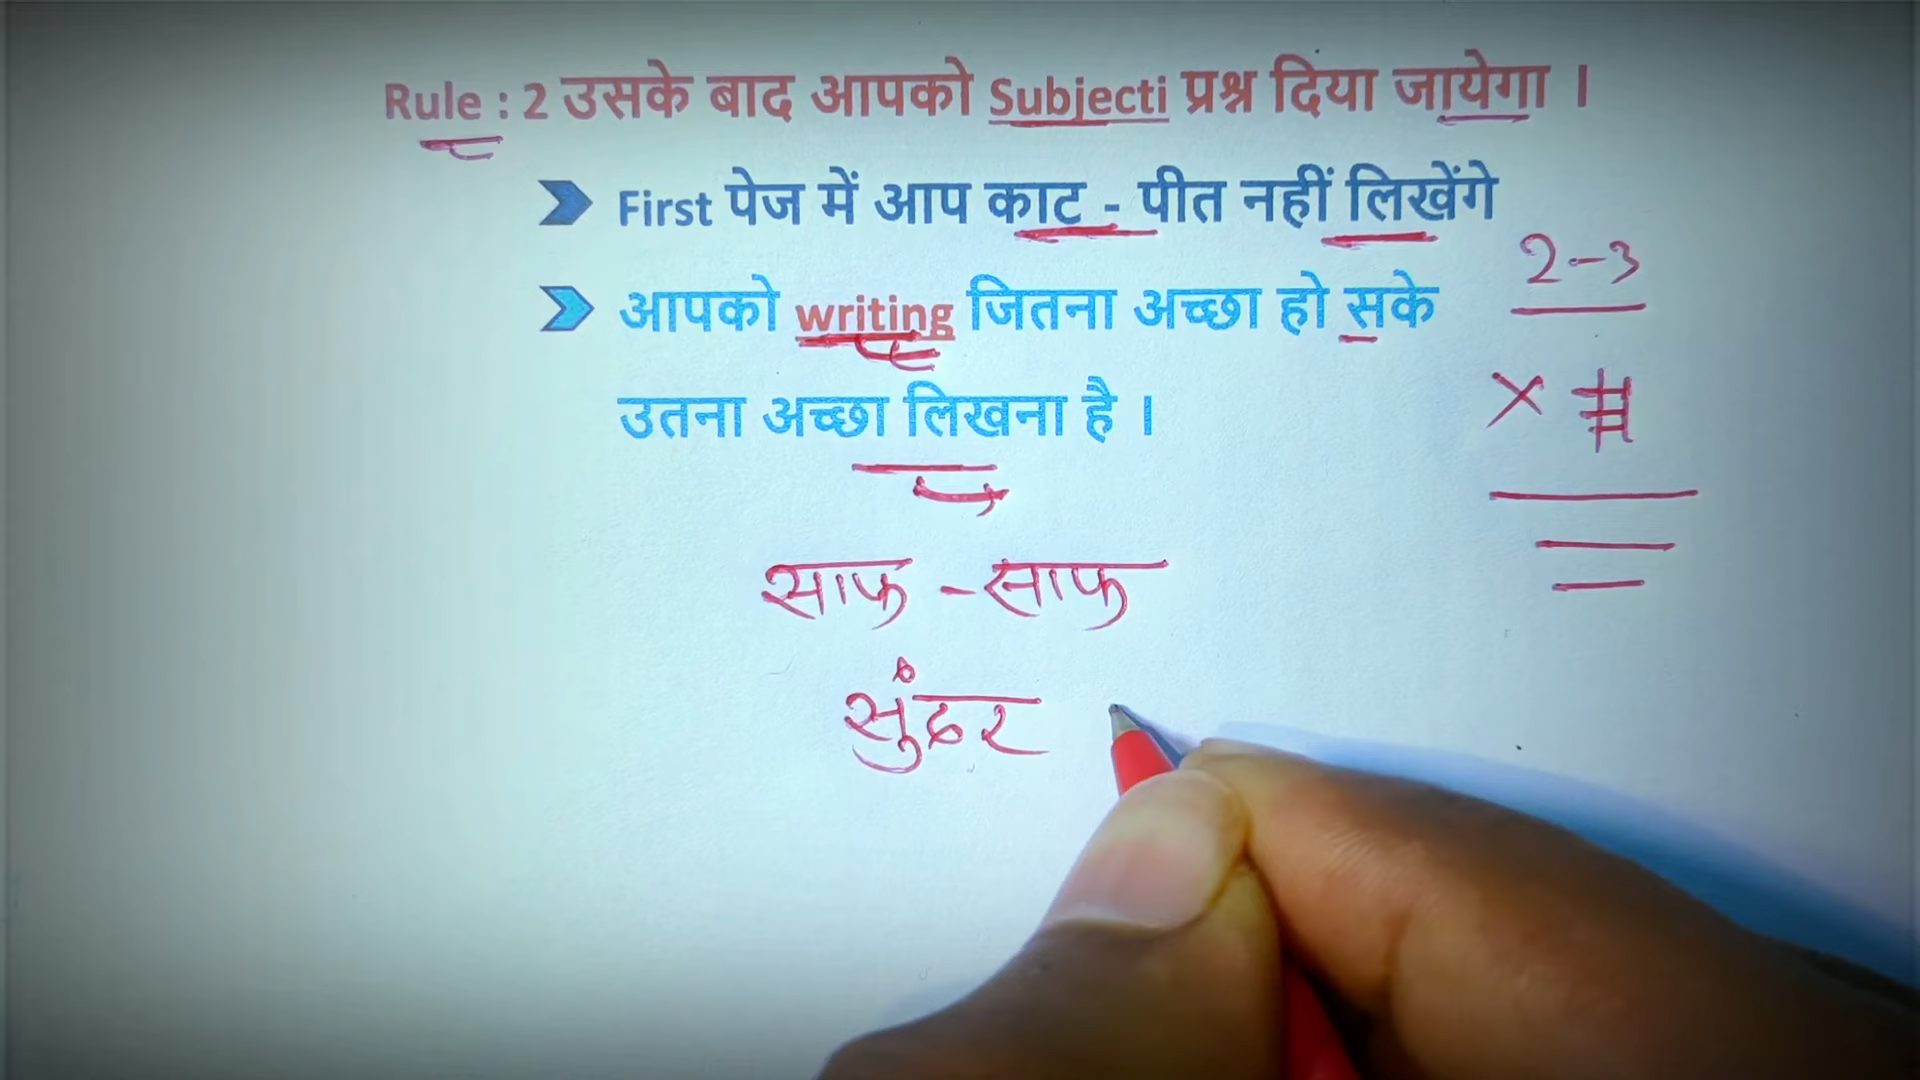 Rule : 2 उसके बाद आपको Subjecti प्रश्न दिया जायेगा ।
First पेज में आप काट - पीत नहीं लिखेंगे
2-3
आपको writing जितना अच्छा हो सके
उतना अच्छा लिखना है ।
साफ - साफ
सुंदर